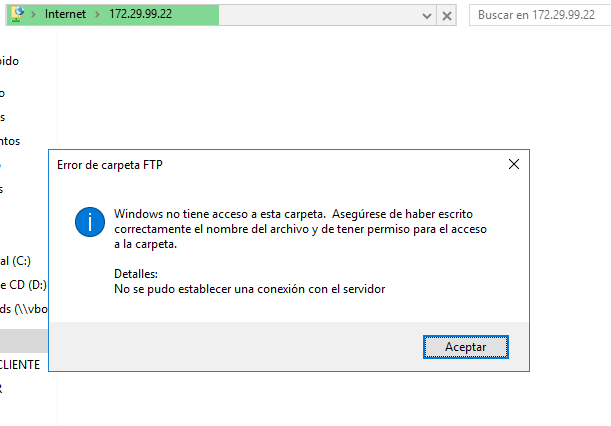 Internet > 172.29.99.22
Buscar en 172.29.99.22
Error de carpeta FTP
Windows no tiene acceso a esta carpeta. Asegúrese de haber escrito
correctamente el nombre del archivo y de tener permiso para el acceso
a la carpeta.
Detalles:
No se pudo establecer una conexión con el servidor
Aceptar
pido
o
s
ntos
s
al (C:)
e CD (D:)
ds (\\vbo
CLIENTE
R